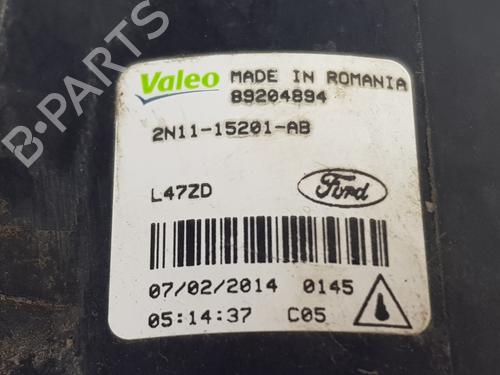 Valeo MADE IN ROMANIA
89204894
2N11-15201-AB
L47ZD Ford
07/02/2014 0145
05:14:37 C05
B-PARTS